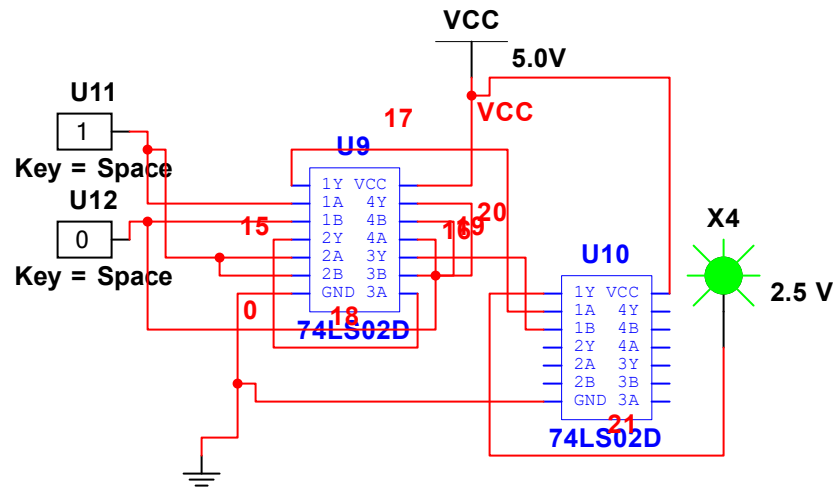 VCC
5.0V
U11
1
17
VCC
U9
Key = Space
1Y VCC
U12
1A 4Y
0
1B 4B
15
16
19
20
2Y 4A
X4
2A 3Y
U10
Key = Space
2B 3B
GND 3A
1Y VCC
2.5 V
0
18
1A 4Y
74LS02D
1B 4B
2Y 4A
2A 3Y
2B 3B
GND 3A
21
74LS02D